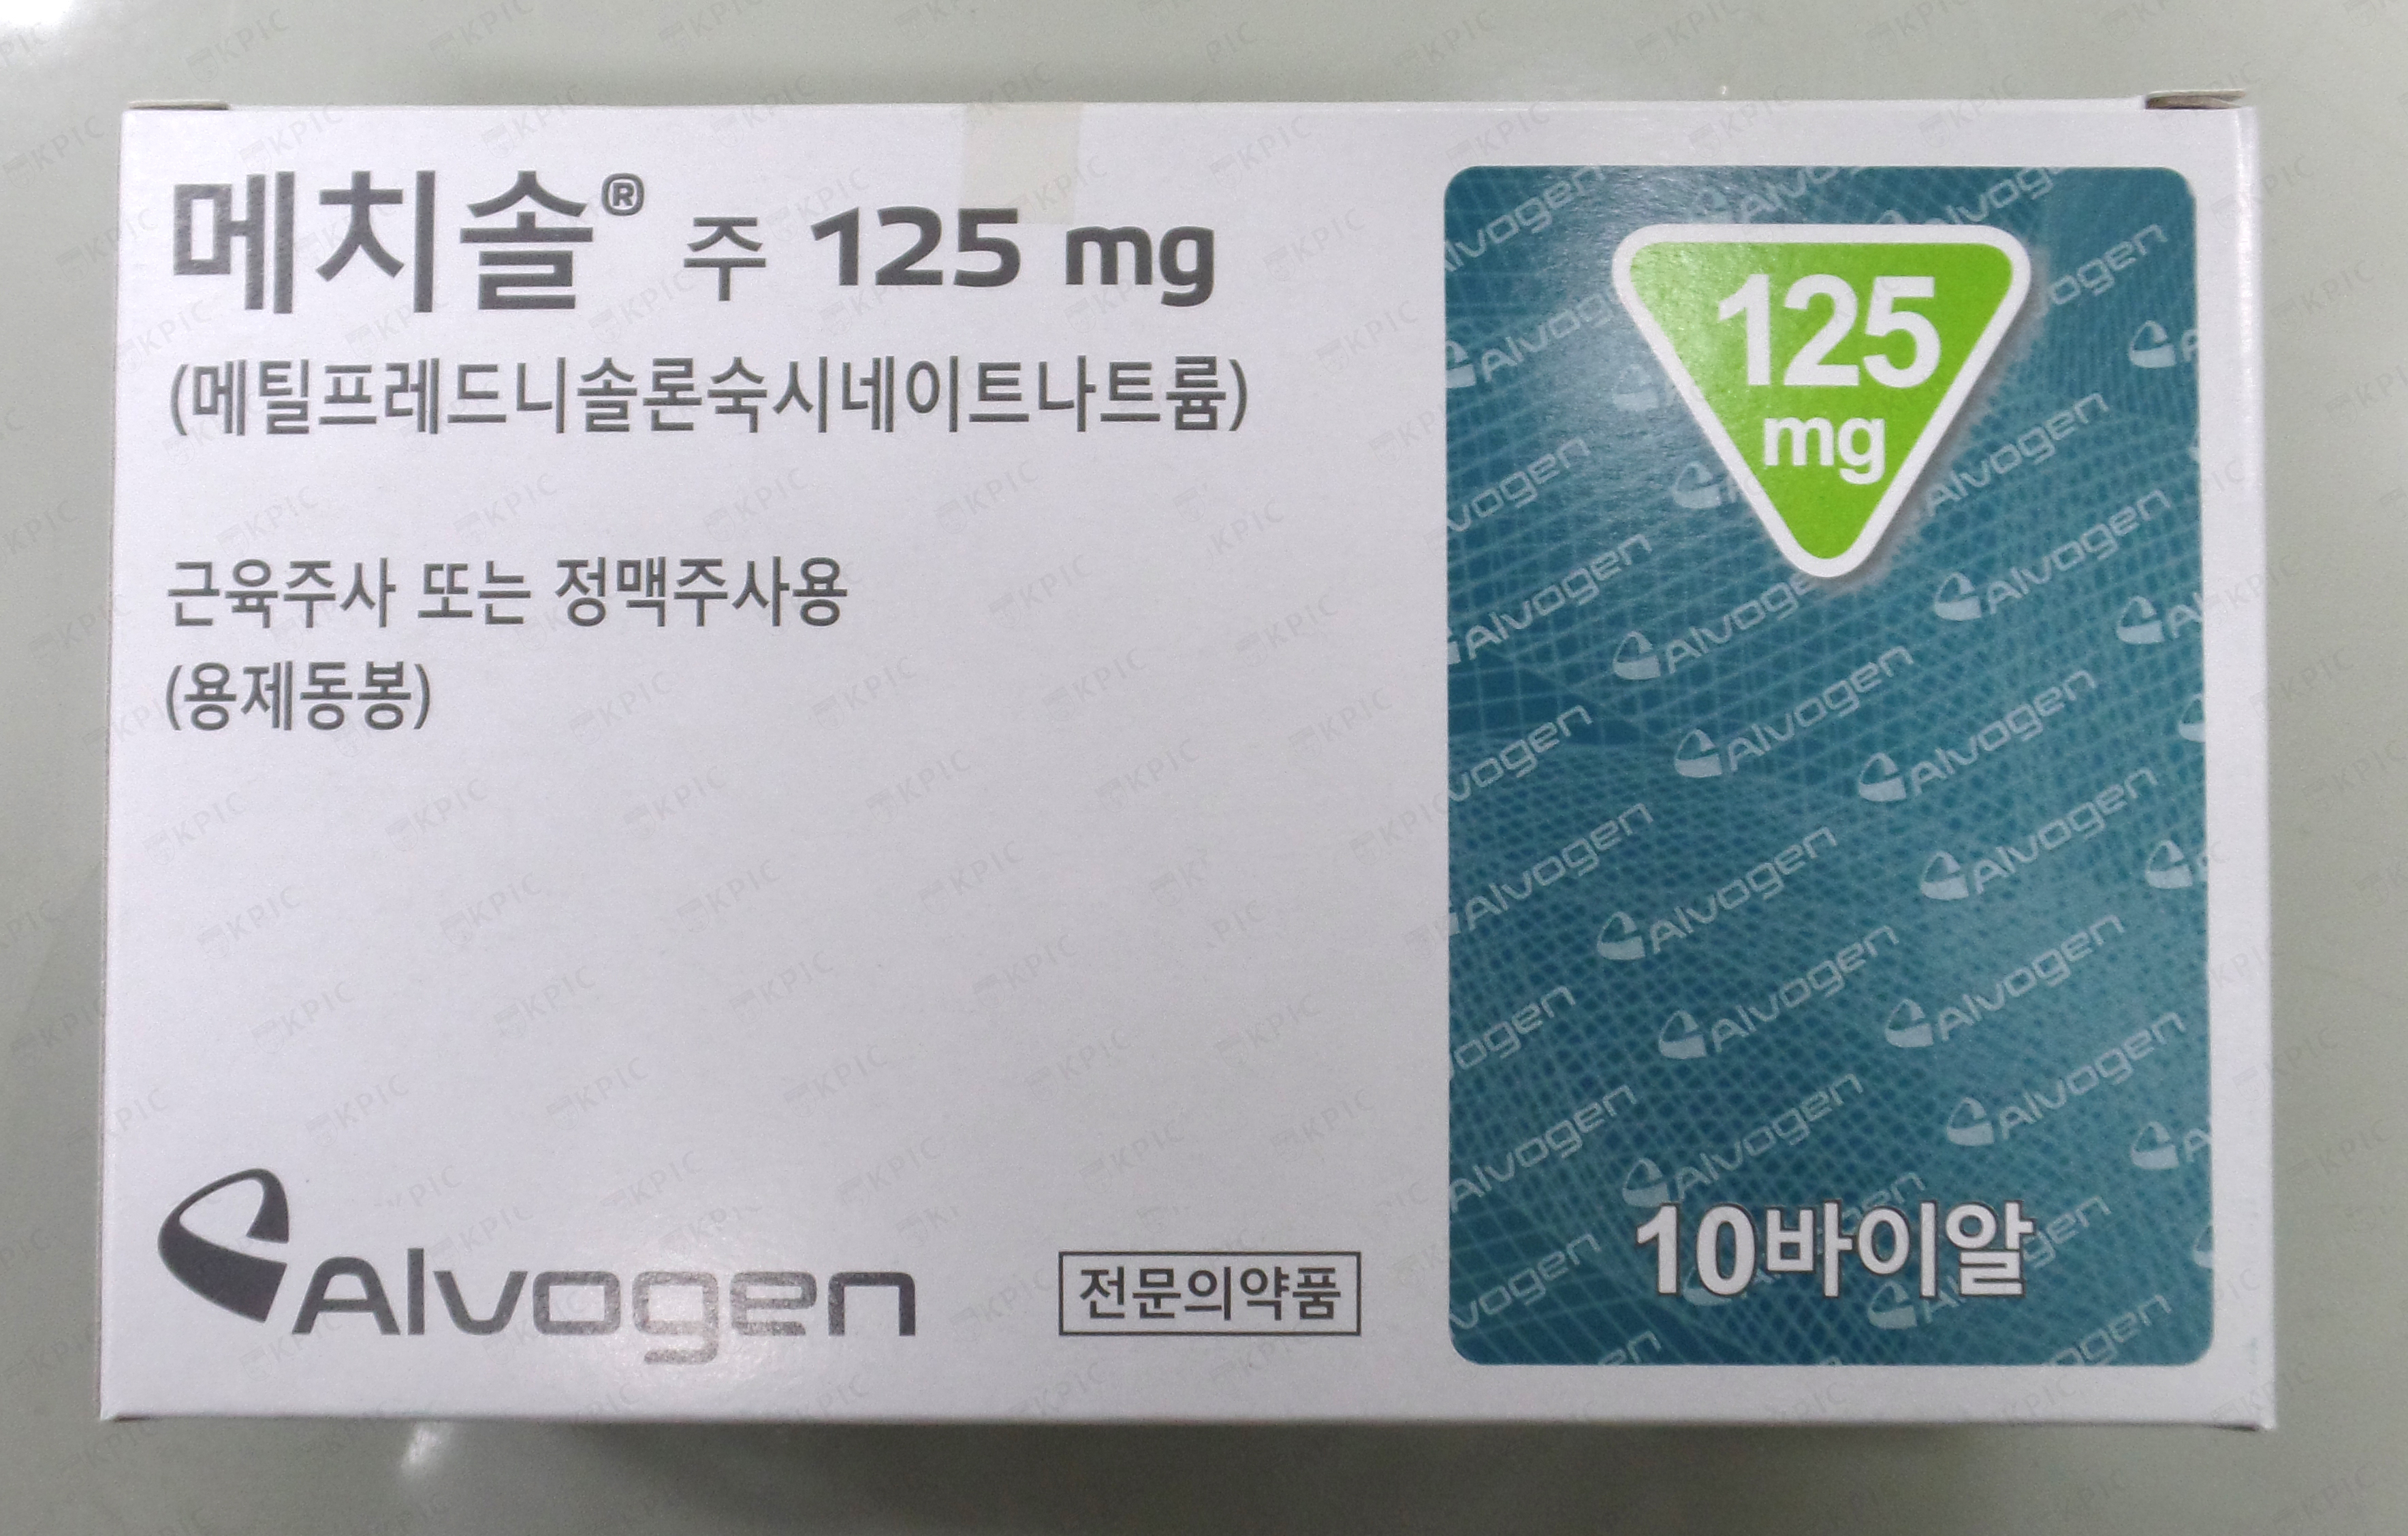 메치솔® 주 125 mg
(메틸프레드니솔론숙시네이트나트륨)
근육주사 또는 정맥주사용
(용제동봉)
Alvogen
전문의약품
125
mg
10바이알